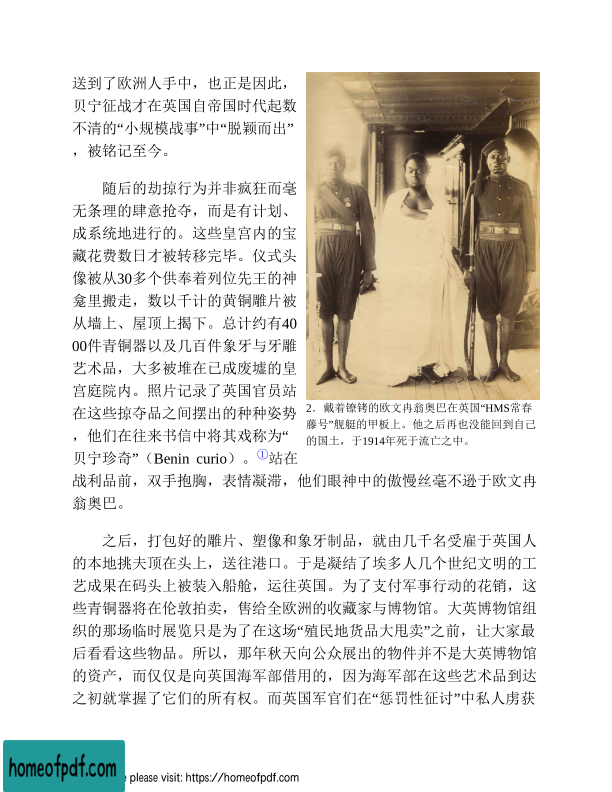 送到了欧洲人手中，也正是因此，
贝宁征战才在英国自帝国时代起数
不清的“小规模战事”中“脱颖而出”
，被铭记至今。
随后的劫掠行为并非疯狂而毫
无条理的肆意抢夺，而是有计划、
成系统地进行的。这些皇宫内的宝
藏花费数日才被转移完毕。仪式头
像被从30多个供奉着列位先王的神
龛里搬走，数以千计的黄铜雕片被
从墙上、屋顶上揭下。总计约有40
00件青铜器以及几百件象牙与牙雕
艺术品，大多被堆在已成废墟的皇
宫庭院内。照片记录了英国官员站
在这些掠夺品之间摆出的种种姿势
，他们在往来书信中将其戏称为“
贝宁珍奇”（Benin curio）。①站在
战利品前，双手抱胸，表情凝滞，他们眼神中的傲慢丝毫不逊于欧文冉
翁奥巴。
2．戴着镣铐的欧文冉翁奥巴在英国“HMS常春
藤号”舰艇的甲板上。他之后再也没能回到自己
的国土，于1914年死于流亡之中。
之后，打包好的雕片、塑像和象牙制品，就由几千名受雇于英国人
的本地挑夫顶在头上，送往港口。于是凝结了埃多人几个世纪文明的工
艺成果在码头上被装入船舱，运往英国。为了支付军事行动的花销，这
些青铜器将在伦敦拍卖，售给全欧洲的收藏家与博物馆。大英博物馆组
织的那场临时展览只是为了在这场“殖民地货品大甩卖”之前，让大家最
后看看这些物品。所以，那年秋天向公众展出的物件并不是大英博物馆
的资产，而仅仅是向英国海军部借用的，因为海军部在这些艺术品到达
之初就掌握了它们的所有权。而英国军官们在“惩罚性征讨”中私人虏获
homeofpdf.com
e please visit: https://homeofpdf.com